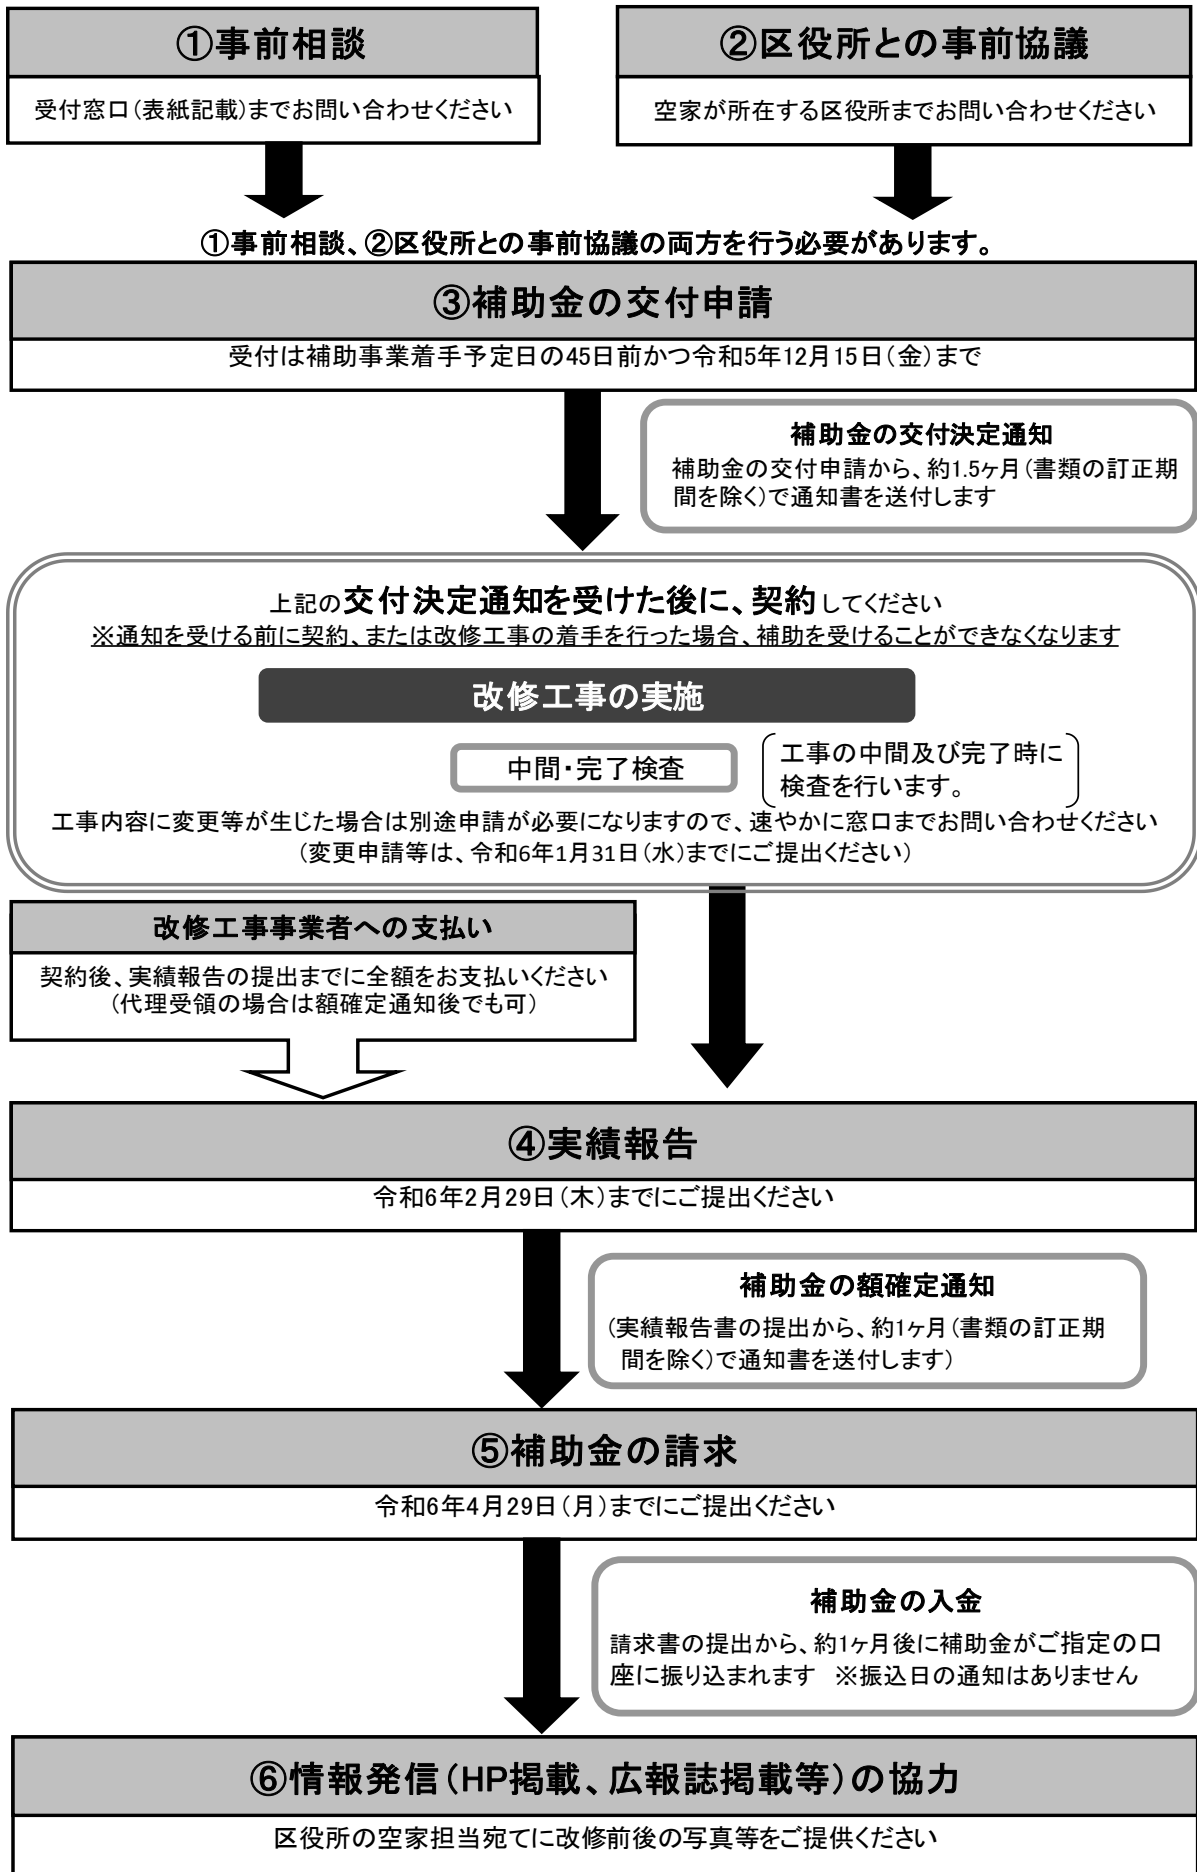 ①事前相談
受付窓口(表紙記載)までお問い合わせください
②区役所との事前協議
空家が所在する区役所までお問い合わせください
①事前相談、②区役所との事前協議の両方を行う必要があります。
③補助金の交付申請
受付は補助事業着手予定日の45日前かつ令和5年12月15日(金)まで
補助金の交付決定通知
補助金の交付申請から、約1.5ヶ月(書類の訂正期
間を除く)で通知書を送付します
上記の交付決定通知を受けた後に、契約してください
※通知を受ける前に契約、または改修工事の着手を行った場合、補助を受けることができなくなります
改修工事の実施
中間・完了検査
工事の中間及び完了時に
検査を行います。
工事内容に変更等が生じた場合は別途申請が必要になりますので、速やかに窓口までお問い合わせください
(変更申請等は、令和6年1月31日(水)までにご提出ください)
改修工事事業者への支払い
契約後、実績報告の提出までに全額をお支払いください
(代理受領の場合は額確定通知後でも可)
④実績報告
令和6年2月29日(木)までにご提出ください
補助金の額確定通知
(実績報告書の提出から、約1ヶ月(書類の訂正期
間を除く)で通知書を送付します)
⑤補助金の請求
令和6年4月29日(月)までにご提出ください
補助金の入金
請求書の提出から、約1ヶ月後に補助金がご指定の口
座に振り込まれます ※振込日の通知はありません
⑥情報発信(HP掲載、広報誌掲載等)の協力
区役所の空家担当宛てに改修前後の写真等をご提供ください